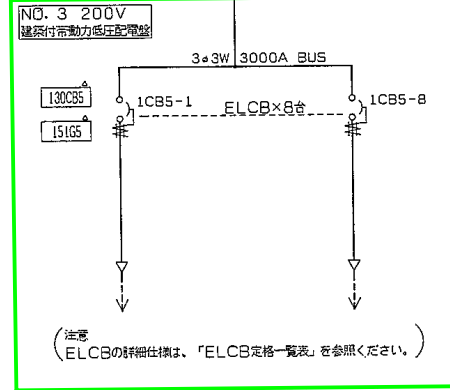 NO. 3 200V
建築付帯動力低圧配電盤
3φ3W 3000A BUS
130CB5
1CB5-1
ELCB×8台
1CB5-8
151G5
注意
ELCBの詳細仕様は、「ELCB定格一覧表」を参照ください。